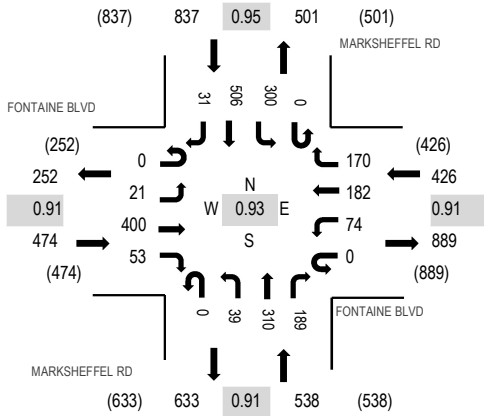 (837) 837 0.95 501 (501)
MARKSHEFFEL RD
FONTAINE BLVD
31 506 300 0
(252) (426)
252 0 170 426
0.91 21 182 0.91
N
W 0.93 E
S
474 400 74 889
(474) 53 0 (889)
0 39 310 189
FONTAINE BLVD
MARKSHEFFEL RD
(633) 633 0.91 538 (538)